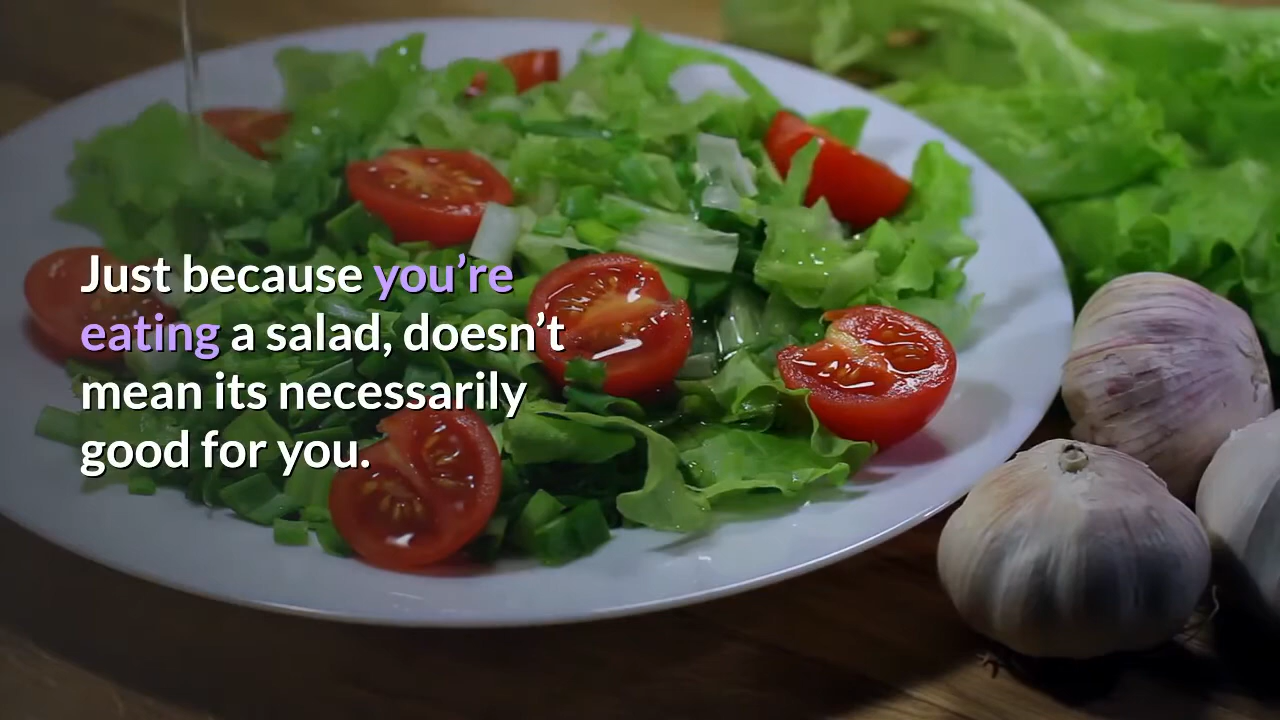 Just because you’re
eating a salad, doesn’t
mean its necessarily
good for you.